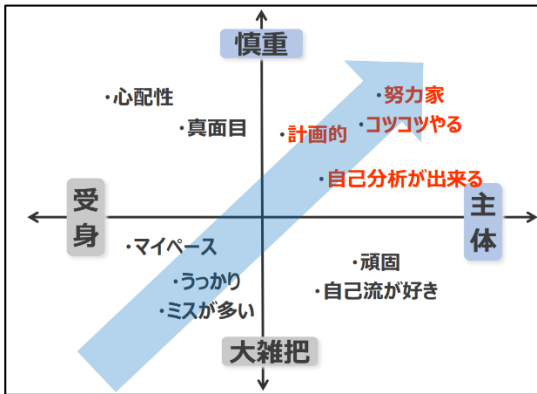 慎重
・心配性
・真面目
・努力家
・コツコツやる
・計画的
・自己分析が出来る
受身
主体
・マイペース
・うっかり
・ミスが多い
・頑固
・自己流が好き
大雑把